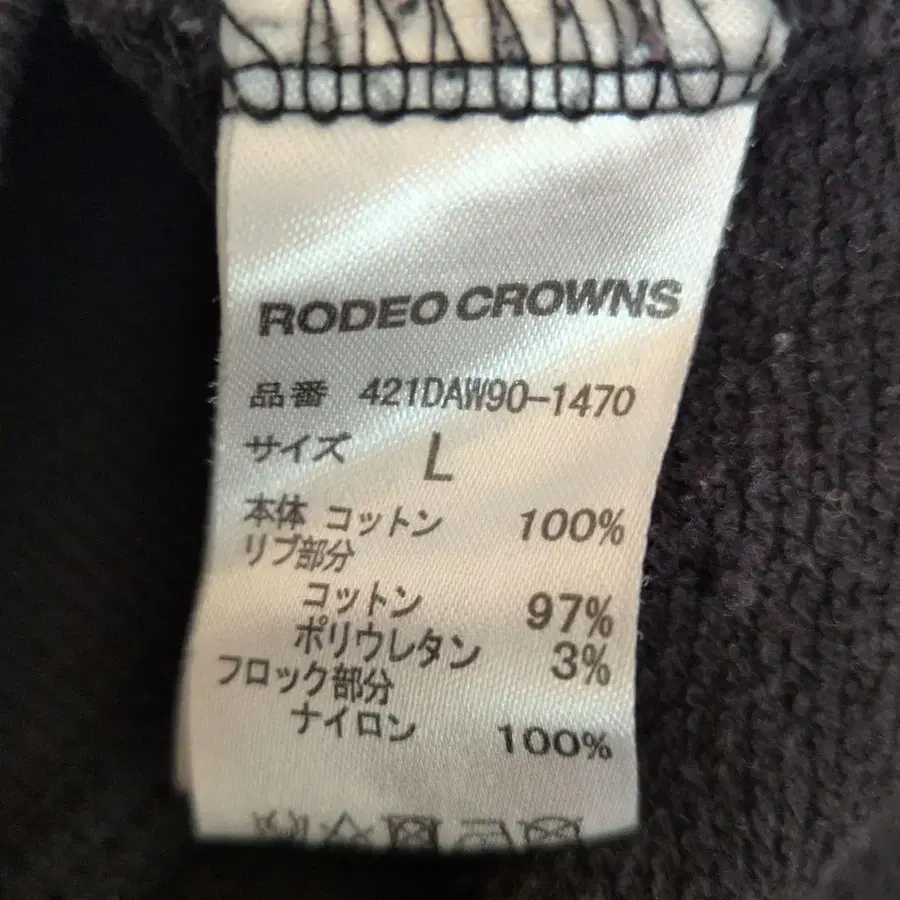 RODEO CROWNS
品番 421DAW90-1470
サイズ L
本体 コットン 100%
リブ部分
コットン 97%
ポリウレタン 3%
フロック部分
ナイロン 100%